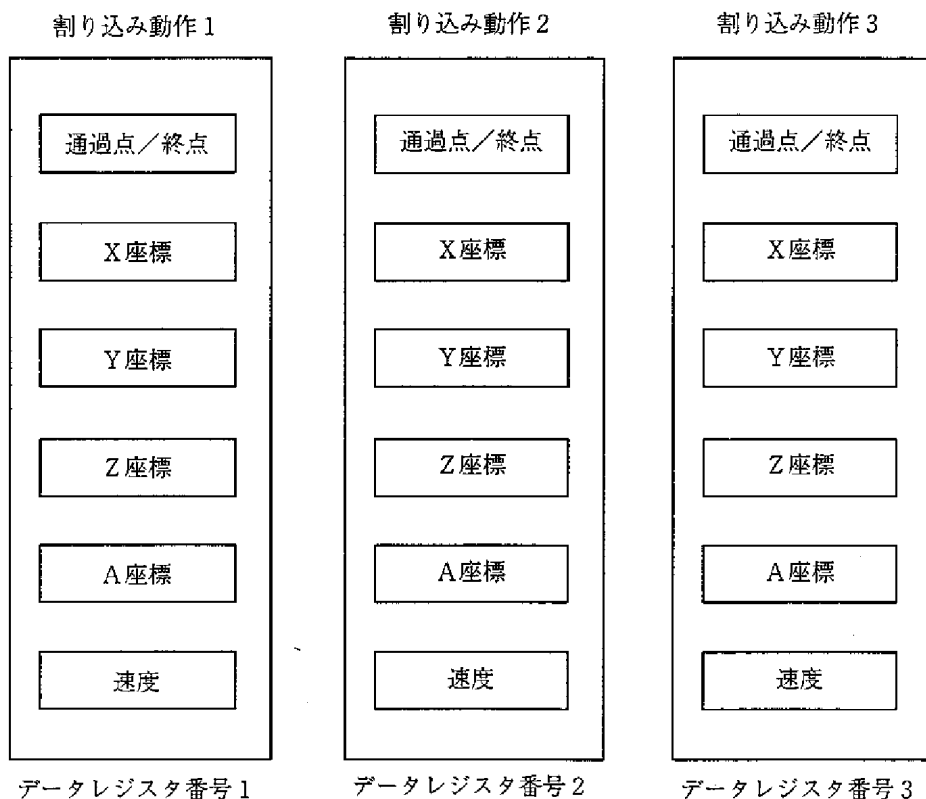 割り込み動作1
通過点／終点
X座標
Y座標
Z座標
A座標
速度
データレジスタ番号1
割り込み動作2
通過点／終点
X座標
Y座標
Z座標
A座標
速度
データレジスタ番号2
割り込み動作3
通過点／終点
X座標
Y座標
Z座標
A座標
速度
データレジスタ番号3